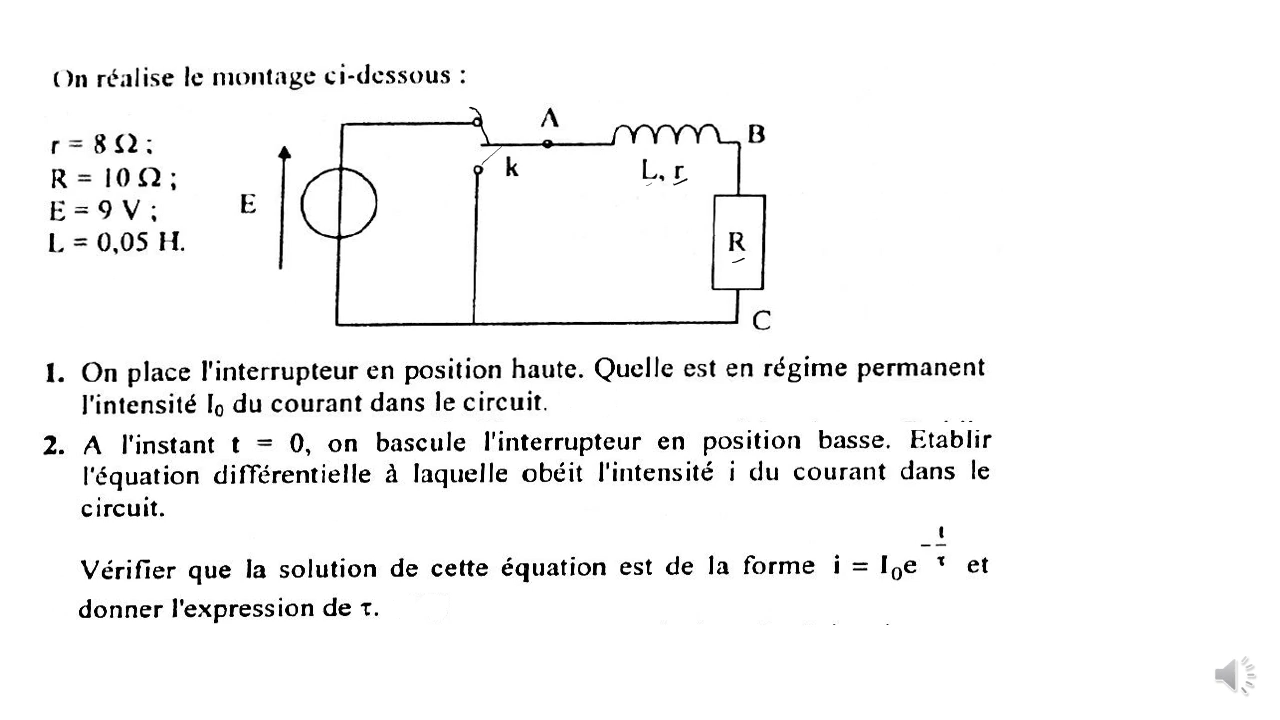 On réalise le montage ci-dessous :
r = 8 Ω ;
R = 10 Ω ;
E = 9 V ;
L = 0,05 H.
E
k
A
L, r
B
R
C
1. On place l'interrupteur en position haute. Quelle est en régime permanent
l'intensité I₀ du courant dans le circuit.
2. A l'instant t = 0, on bascule l'interrupteur en position basse. Etablir
l'équation différentielle à laquelle obéit l'intensité i du courant dans le
circuit.
Vérifier que la solution de cette équation est de la forme i = I₀e^(-t/τ) et
donner l'expression de τ.